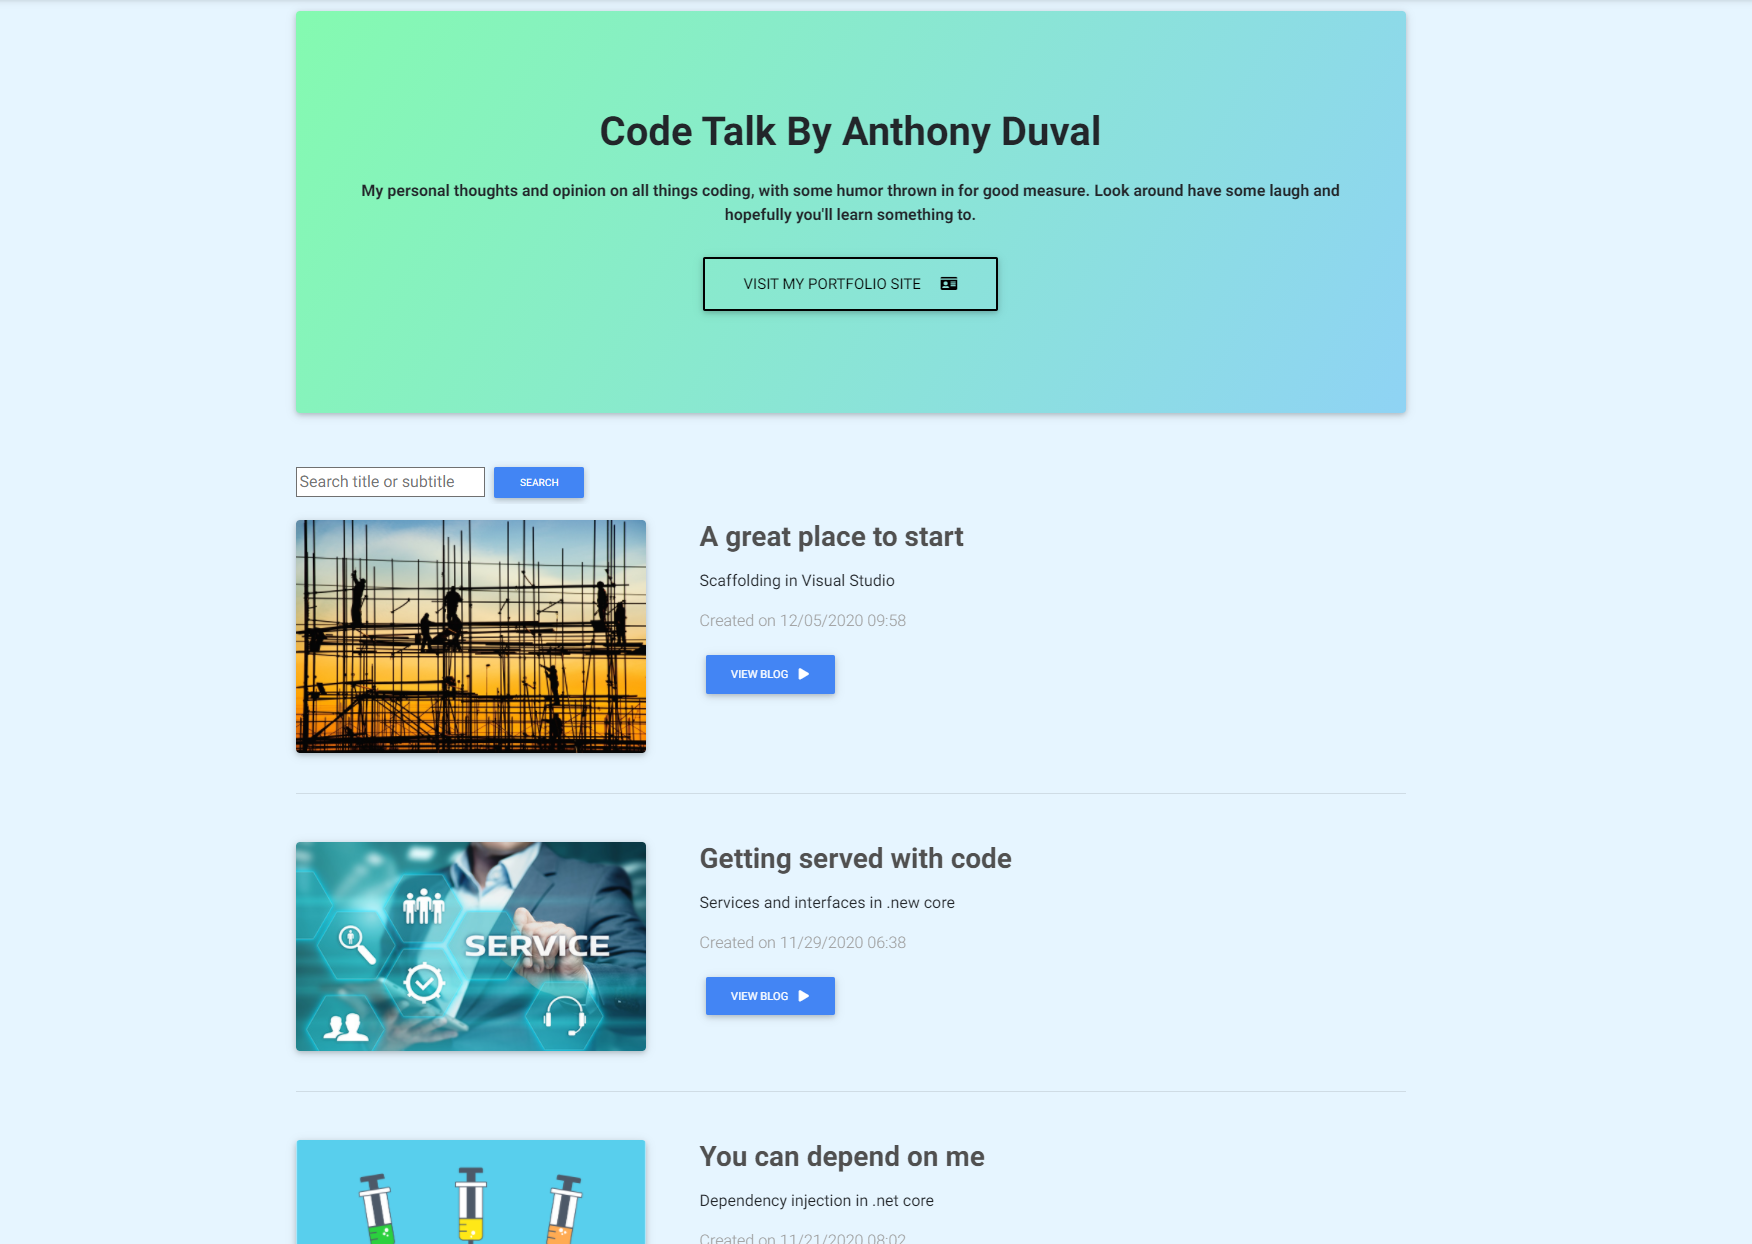 Code Talk By Anthony Duval
My personal thoughts and opinion on all things coding, with some humor thrown in for good measure. Look around have some laugh and
hopefully you'll learn something to.
VISIT MY PORTFOLIO SITE
Search title or subtitle
SEARCH
A great place to start
Scaffolding in Visual Studio
Created on 12/05/2020 09:58
VIEW BLOG
SERVICE
Getting served with code
Services and interfaces in .new core
Created on 11/29/2020 06:38
VIEW BLOG
You can depend on me
Dependency injection in .net core
Created on 11/21/2020 08:02